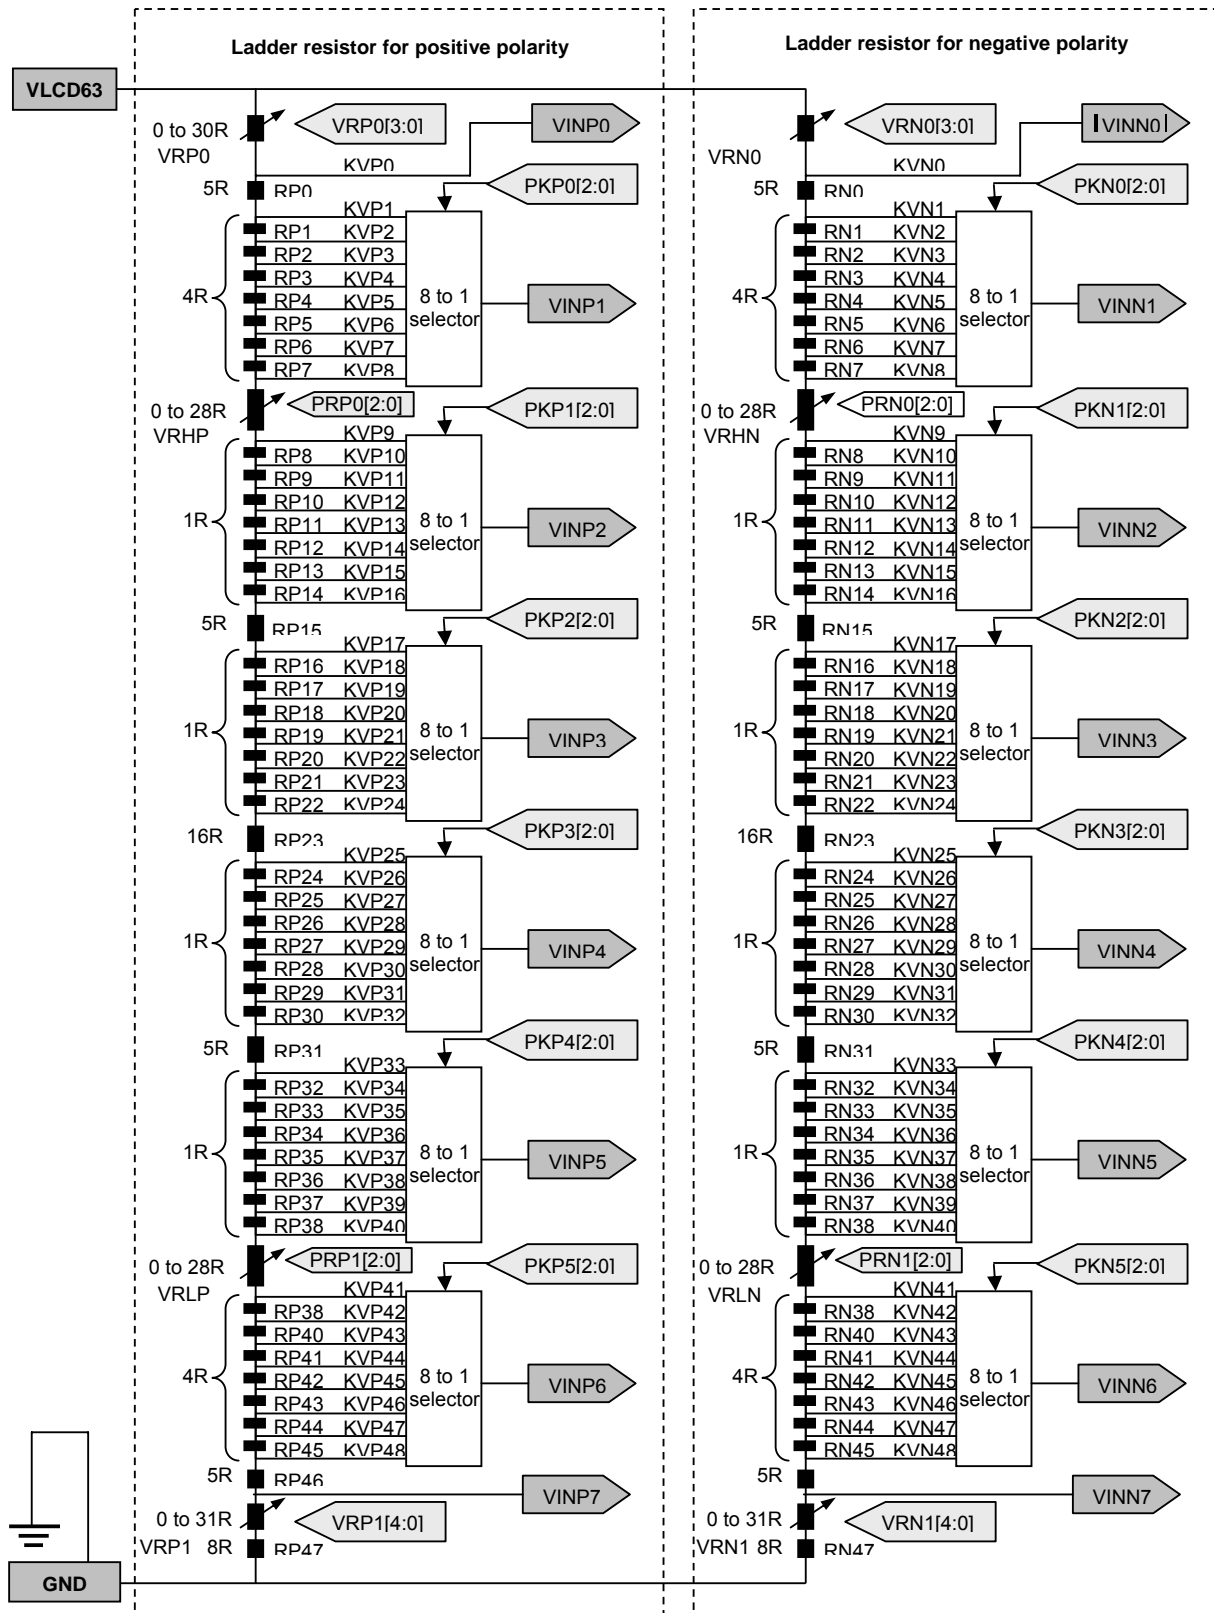 Ladder resistor for positive polarity
Ladder resistor for negative polarity
VLCD63
0 to 30R
VRP0
VRP0[3:0]
VINP0
KVP0
5R
RP0
PKP0[2:0]
KVP1
RP1 KVP2
RP2 KVP3
RP3 KVP4
4R
RP4 KVP5
RP5 KVP6
RP6 KVP7
RP7 KVP8
8 to 1
selector
VINP1
0 to 28R
VRHP
PRP0[2:0]
PKP1[2:0]
KVP9
RP8 KVP10
RP9 KVP11
RP10 KVP12
1R
RP11 KVP13
RP12 KVP14
RP13 KVP15
RP14 KVP16
8 to 1
selector
VINP2
5R
RP15
PKP2[2:0]
KVP17
RP16 KVP18
RP17 KVP19
RP18 KVP20
1R
RP19 KVP21
RP20 KVP22
RP21 KVP23
RP22 KVP24
8 to 1
selector
VINP3
16R
RP23
PKP3[2:0]
KVP25
RP24 KVP26
RP25 KVP27
RP26 KVP28
1R
RP27 KVP29
RP28 KVP30
RP29 KVP31
RP30 KVP32
8 to 1
selector
VINP4
5R
RP31
PKP4[2:0]
KVP33
RP32 KVP34
RP33 KVP35
RP34 KVP36
1R
RP35 KVP37
RP36 KVP38
RP37 KVP39
RP38 KVP40
8 to 1
selector
VINP5
0 to 28R
VRLP
PRP1[2:0]
PKP5[2:0]
KVP41
RP38 KVP42
RP40 KVP43
RP41 KVP44
4R
RP42 KVP45
RP43 KVP46
RP44 KVP47
RP45 KVP48
8 to 1
selector
VINP6
5R
RP46
VINP7
0 to 31R
VRP1
VRP1[4:0]
8R
RP47
GND
VRN0
VRN0[3:0]
VINN0
KVN0
5R
RN0
PKN0[2:0]
KVN1
RN1 KVN2
RN2 KVN3
RN3 KVN4
4R
RN4 KVN5
RN5 KVN6
RN6 KVN7
RN7 KVN8
8 to 1
selector
VINN1
0 to 28R
VRHN
PRN0[2:0]
PKN1[2:0]
KVN9
RN8 KVN10
RN9 KVN11
RN10 KVN12
1R
RN11 KVN13
RN12 KVN14
RN13 KVN15
RN14 KVN16
8 to 1
selector
VINN2
5R
RN15
PKN2[2:0]
KVN17
RN16 KVN18
RN17 KVN19
RN18 KVN20
1R
RN19 KVN21
RN20 KVN22
RN21 KVN23
RN22 KVN24
8 to 1
selector
VINN3
16R
RN23
PKN3[2:0]
KVN25
RN24 KVN26
RN25 KVN27
RN26 KVN28
1R
RN27 KVN29
RN28 KVN30
RN29 KVN31
RN30 KVN32
8 to 1
selector
VINN4
5R
RN31
PKN4[2:0]
KVN33
RN32 KVN34
RN33 KVN35
RN34 KVN36
1R
RN35 KVN37
RN36 KVN38
RN37 KVN39
RN38 KVN40
8 to 1
selector
VINN5
0 to 28R
VRLN
PRN1[2:0]
PKN5[2:0]
KVN41
RN38 KVN42
RN40 KVN43
RN41 KVN44
4R
RN42 KVN45
RN43 KVN46
RN44 KVN47
RN45 KVN48
8 to 1
selector
VINN6
5R
VINN7
0 to 31R
VRN1
VRN1[4:0]
8R
RN47